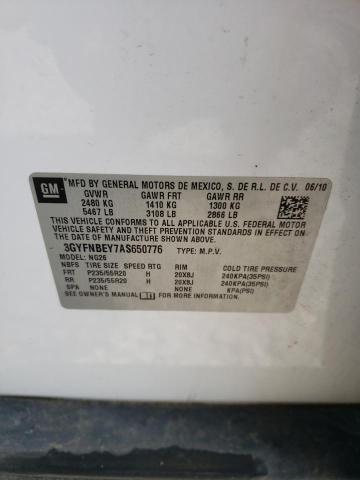 GM
*MFD BY GENERAL MOTORS DE MEXICO, S. DE R.L. DE C.V. 06/10
GVWR GAWR FRT GAWR RR
2480 KG 1410 KG 1300 KG
5467 LB 3108 LB 2866 LB
THIS VEHICLE CONFORMS TO ALL APPLICABLE U.S. FEDERAL MOTOR
VEHICLE SAFETY, BUMPER, AND THEFT PREVENTION STANDARDS IN EFFECT ON
THE DATE OF MANUFACTURE SHOWN ABOVE.
3GYFNBEY7AS650776 TYPE: M.P.V.
MODEL: NG26
NBFS TIRE SIZE SPEED RTG RIM COLD TIRE PRESSURE
FRT P235/55R20 H 20X8J 240KPA(35PSI)
RR P235/55R20 H 20X8J 240KPA(35PSI)
SPA NONE NONE KPA(PSI)
SEE OWNER'S MANUAL FOR MORE INFORMATION.